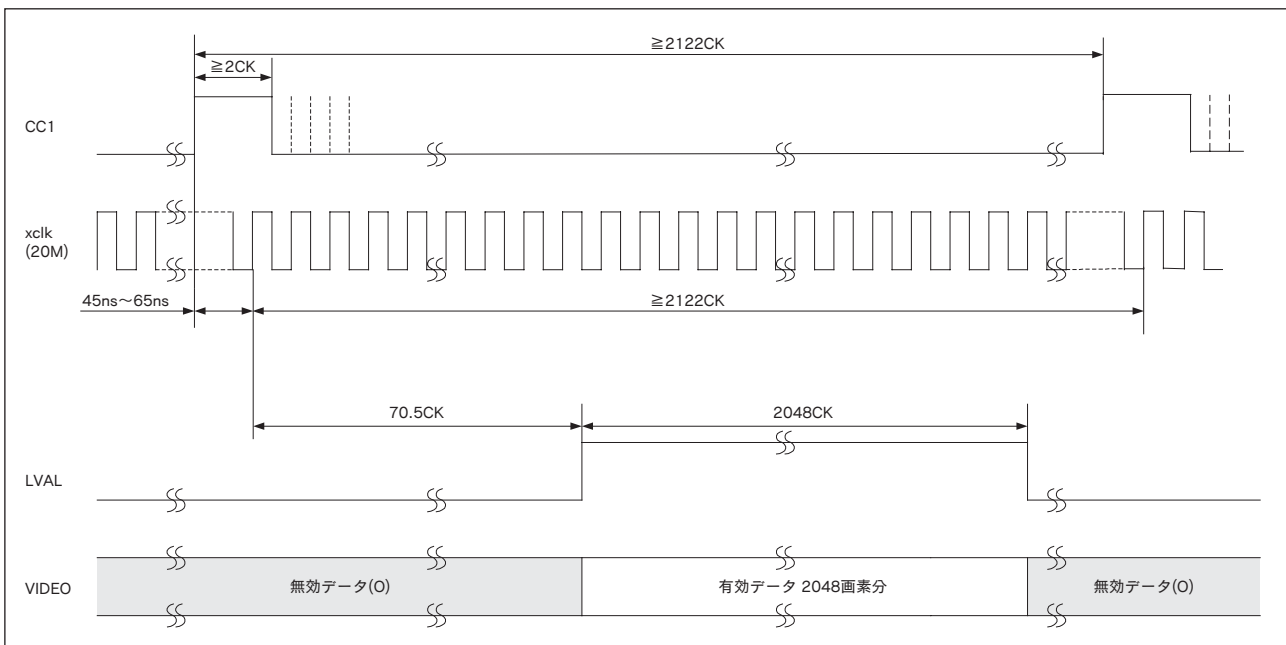 ≧2122CK
≧2CK
CC1
xclk
(20M)
45ns～65ns
≧2122CK
70.5CK
2048CK
LVAL
VIDEO
無効データ(O)
有効データ 2048画素分
無効データ(O)